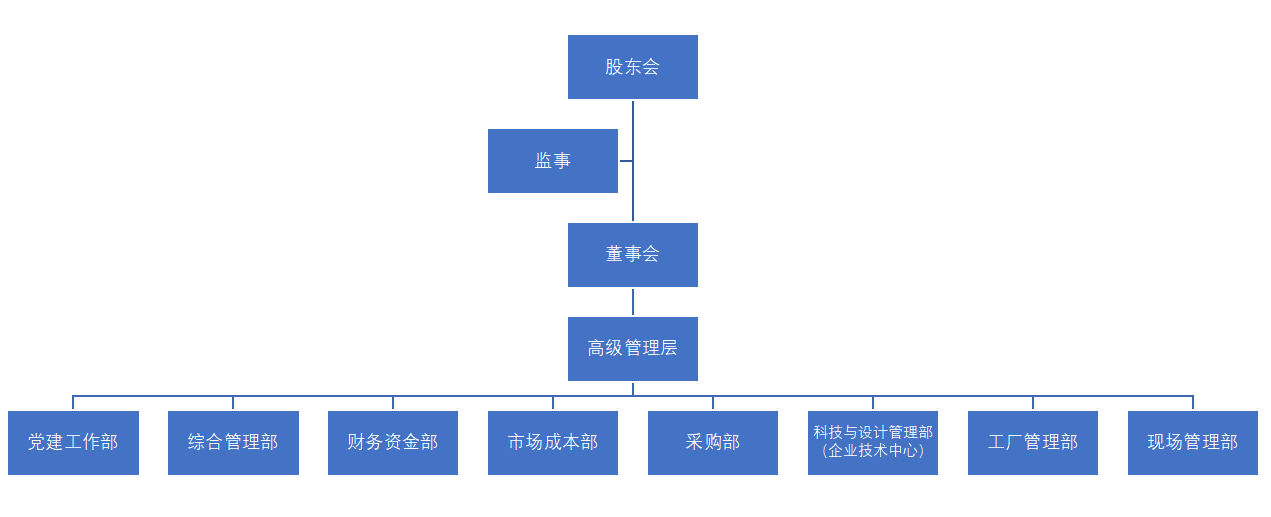 股东会
监事
董事会
高级管理层
党建工作部
综合管理部
财务资金部
市场成本部
采购部
科技与设计管理部
（企业技术中心）
工厂管理部
现场管理部